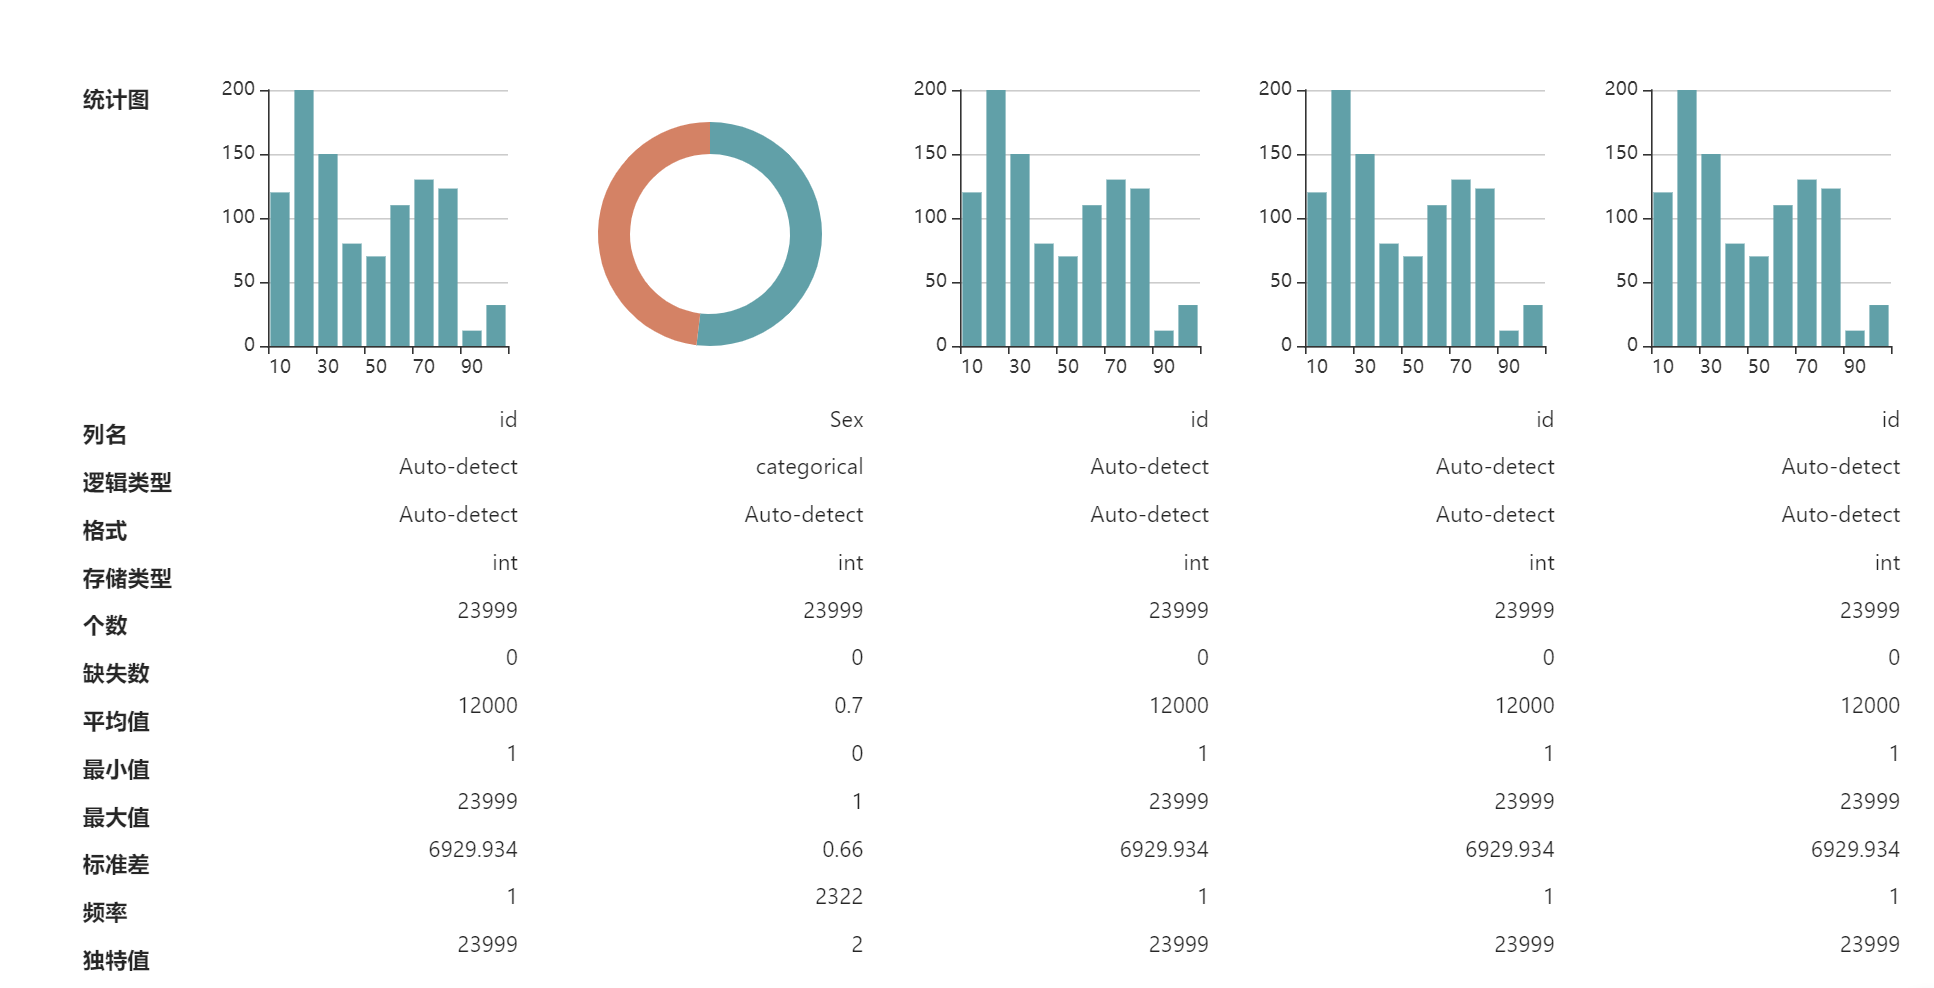 统计图
200 150 100 50 0
10 30 50 70 90
200 150 100 50 0
10 30 50 70 90
200 150 100 50 0
10 30 50 70 90
200 150 100 50 0
10 30 50 70 90
列名 id Sex id id id
逻辑类型 Auto-detect categorical Auto-detect Auto-detect Auto-detect
格式 Auto-detect Auto-detect Auto-detect Auto-detect Auto-detect
存储类型 int int int int int
个数 23999 23999 23999 23999 23999
缺失数 0 0 0 0 0
平均值 12000 0.7 12000 12000 12000
最小值 1 0 1 1 1
最大值 23999 1 23999 23999 23999
标准差 6929.934 0.66 6929.934 6929.934 6929.934
频率 1 2322 1 1 1
独特值 23999 2 23999 23999 23999